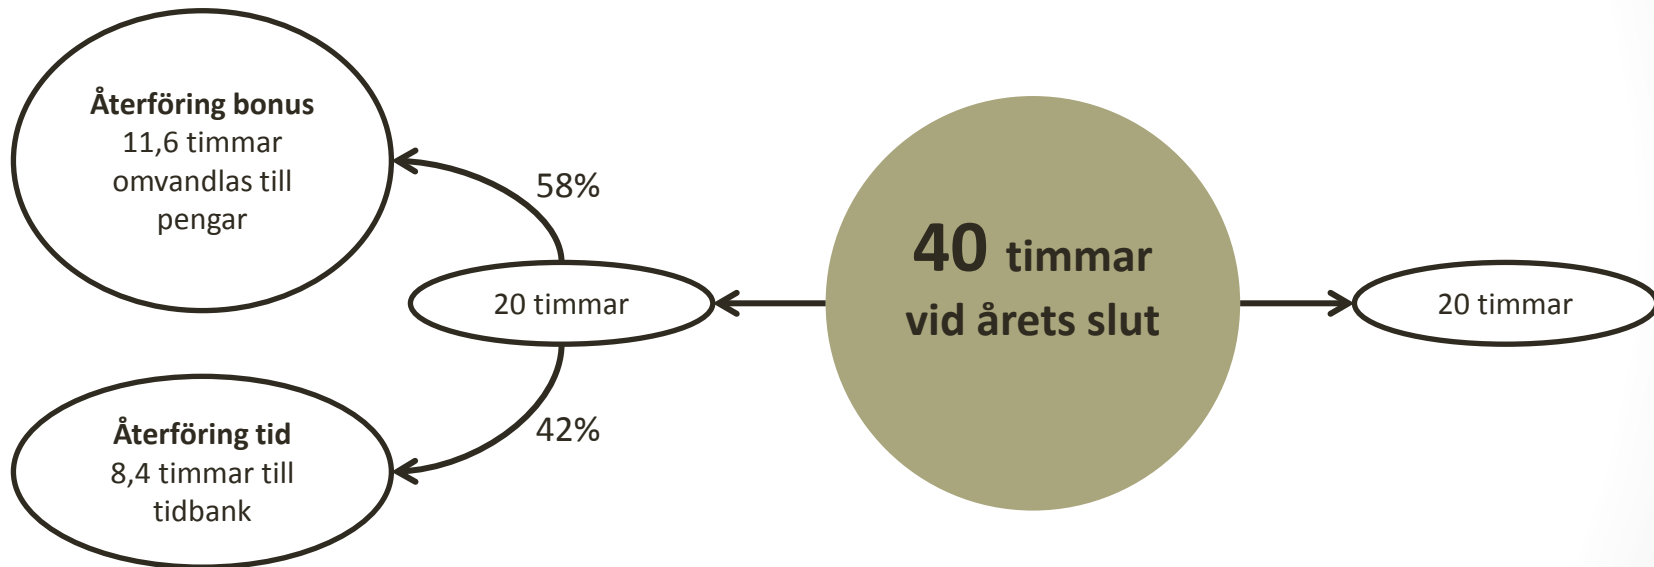 Återföring bonus
11,6 timmar
omvandlas till
pengar
58%
20 timmar
42%
Återföring tid
8,4 timmar till
tidbank
40 timmar
vid årets slut
20 timmar